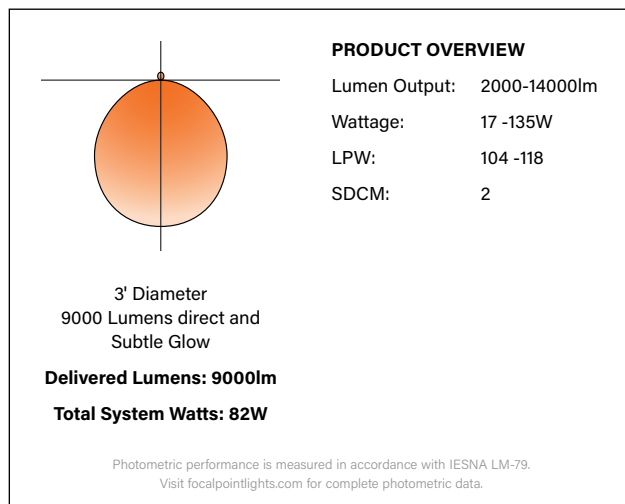 PRODUCT OVERVIEW
Lumen Output: 2000-14000lm
Wattage: 17 -135W
LPW: 104 -118
SDCM: 2
3' Diameter
9000 Lumens direct and
Subtle Glow
Delivered Lumens: 9000lm
Total System Watts: 82W
Photometric performance is measured in accordance with IESNA LM-79.
Visit focalpointlights.com for complete photometric data.